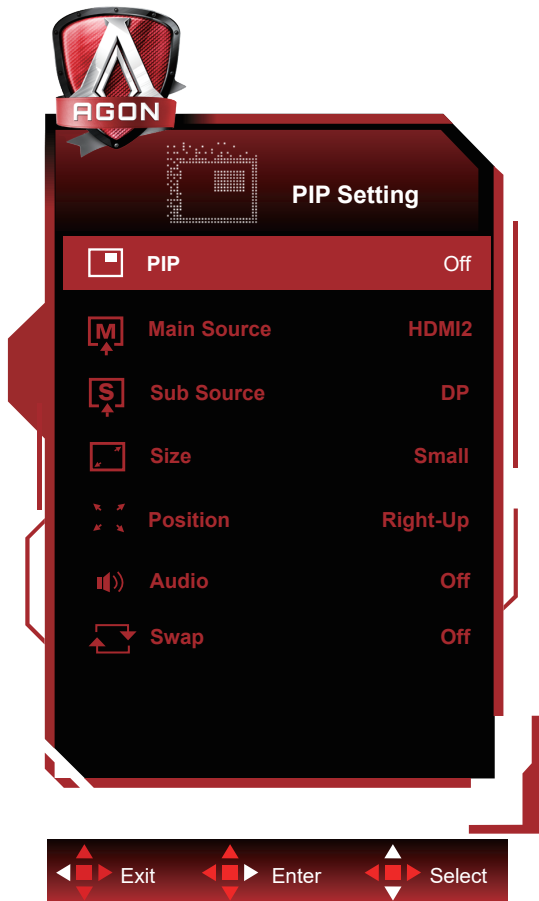 AGON
PIP Setting
PIP Off
M Main Source HDMI2
S Sub Source DP
Size Small
Position Right-Up
Audio Off
Swap Off
Exit Enter Select